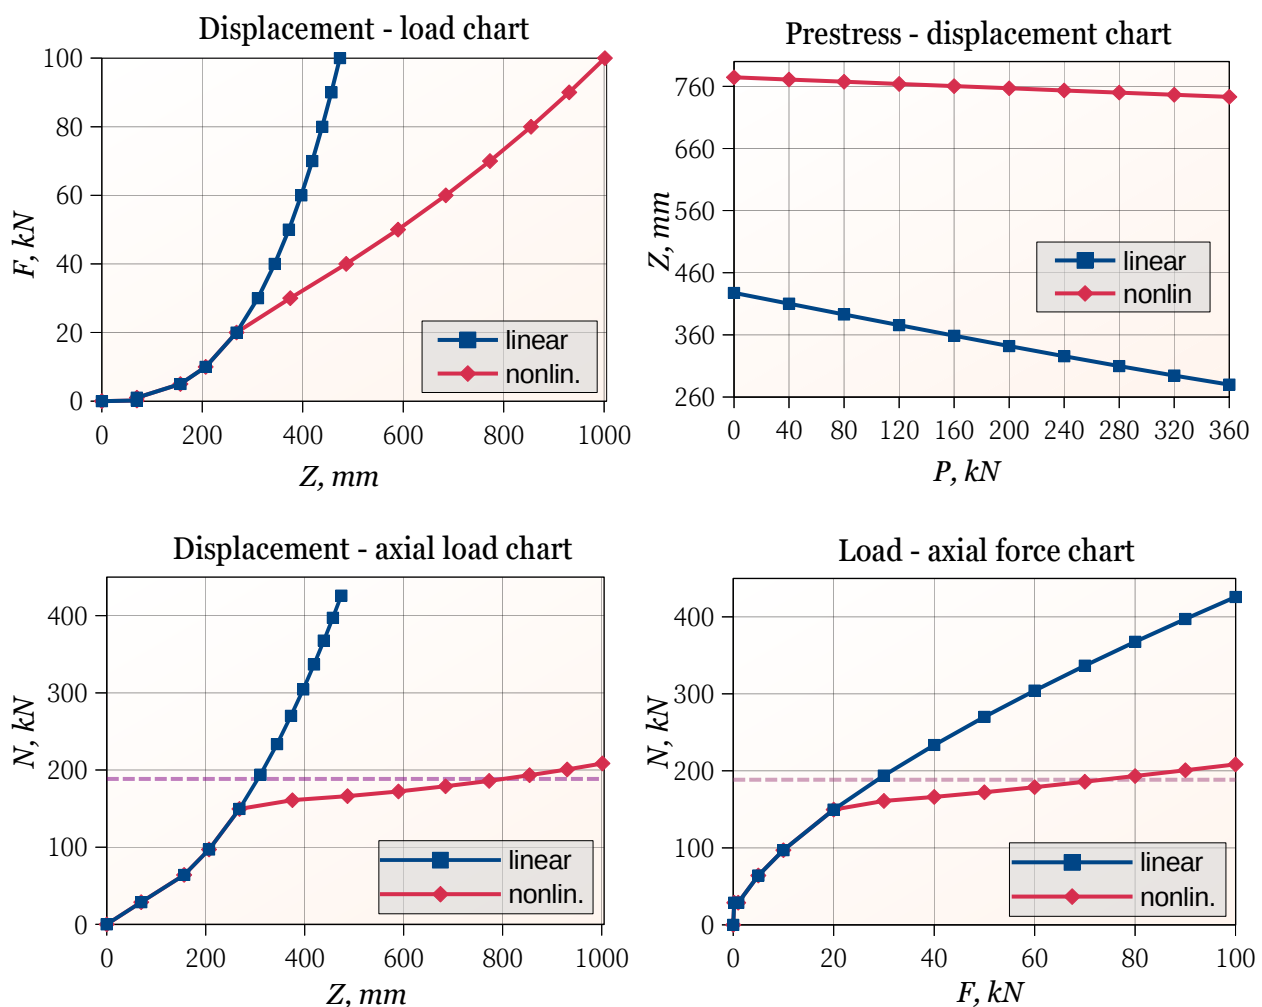 Displacement - load chart
100
80
60
40
20
0
F, kN
0 200 400 600 800 1000
Z, mm
linear
nonlin.
Prestress - displacement chart
760
660
560
460
360
260
Z, mm
0 40 80 120 160 200 240 280 320 360
P, kN
linear
nonlin
Displacement - axial load chart
400
300
200
100
0
N, kN
0 200 400 600 800 1000
Z, mm
linear
nonlin.
Load - axial force chart
400
300
200
100
0
N, kN
0 20 40 60 80 100
F, kN
linear
nonlin.